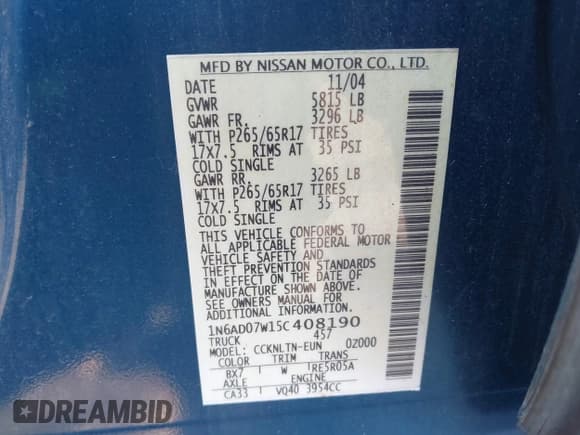 MFD BY NISSAN MOTOR CO., LTD.
DATE 11/04
GVWR 5815 LB
GAWR FR. 3296 LB
WITH P265/65R17 TIRES
17X7.5 RIMS AT 35 PSI
COLD SINGLE
GAWR RR. 3265 LB
WITH P265/65R17 TIRES
17X7.5 RIMS AT 35 PSI
COLD SINGLE
THIS VEHICLE CONFORMS TO
ALL APPLICABLE FEDERAL MOTOR
VEHICLE SAFETY AND
THEFT PREVENTION STANDARDS
IN EFFECT ON THE DATE OF
MANUFACTURE SHOWN ABOVE.
SEE OWNERS MANUAL FOR
ADDITIONAL INFORMATION
1N6AD07W15C408190
TRUCK 457
MODEL: CCKNLTN-EUN 02000
COLOR TRIM TRANS
BX7 W RE5R05A
AXLE ENGINE
CA33 VQ40 3954CC
DREAMBID